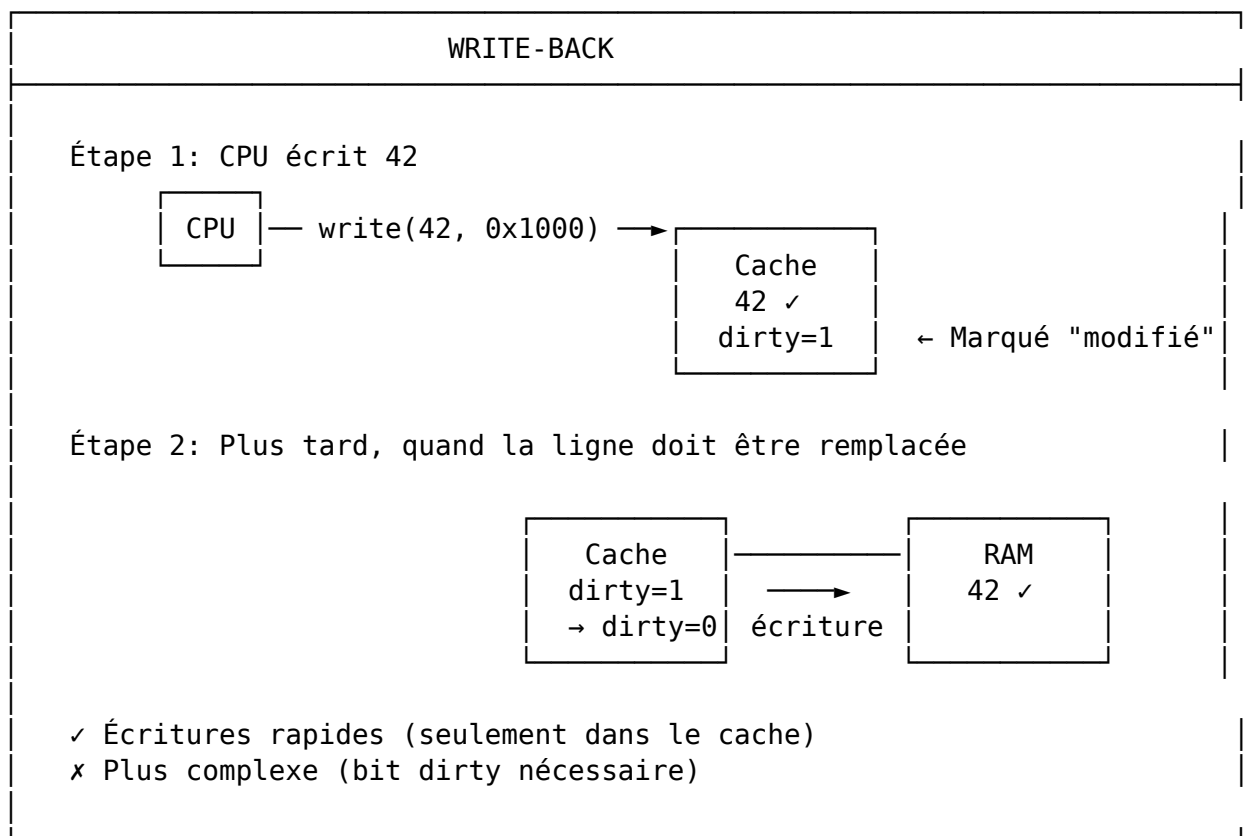 WRITE-BACK
Étape 1: CPU écrit 42
CPU write(42, 0x1000) →
Cache
42 ✓
dirty=1 ← Marqué "modifié"
Étape 2: Plus tard, quand la ligne doit être remplacée
Cache RAM
dirty=1 → 42 ✓
→ dirty=0 écriture
✓ Écritures rapides (seulement dans le cache)
✗ Plus complexe (bit dirty nécessaire)